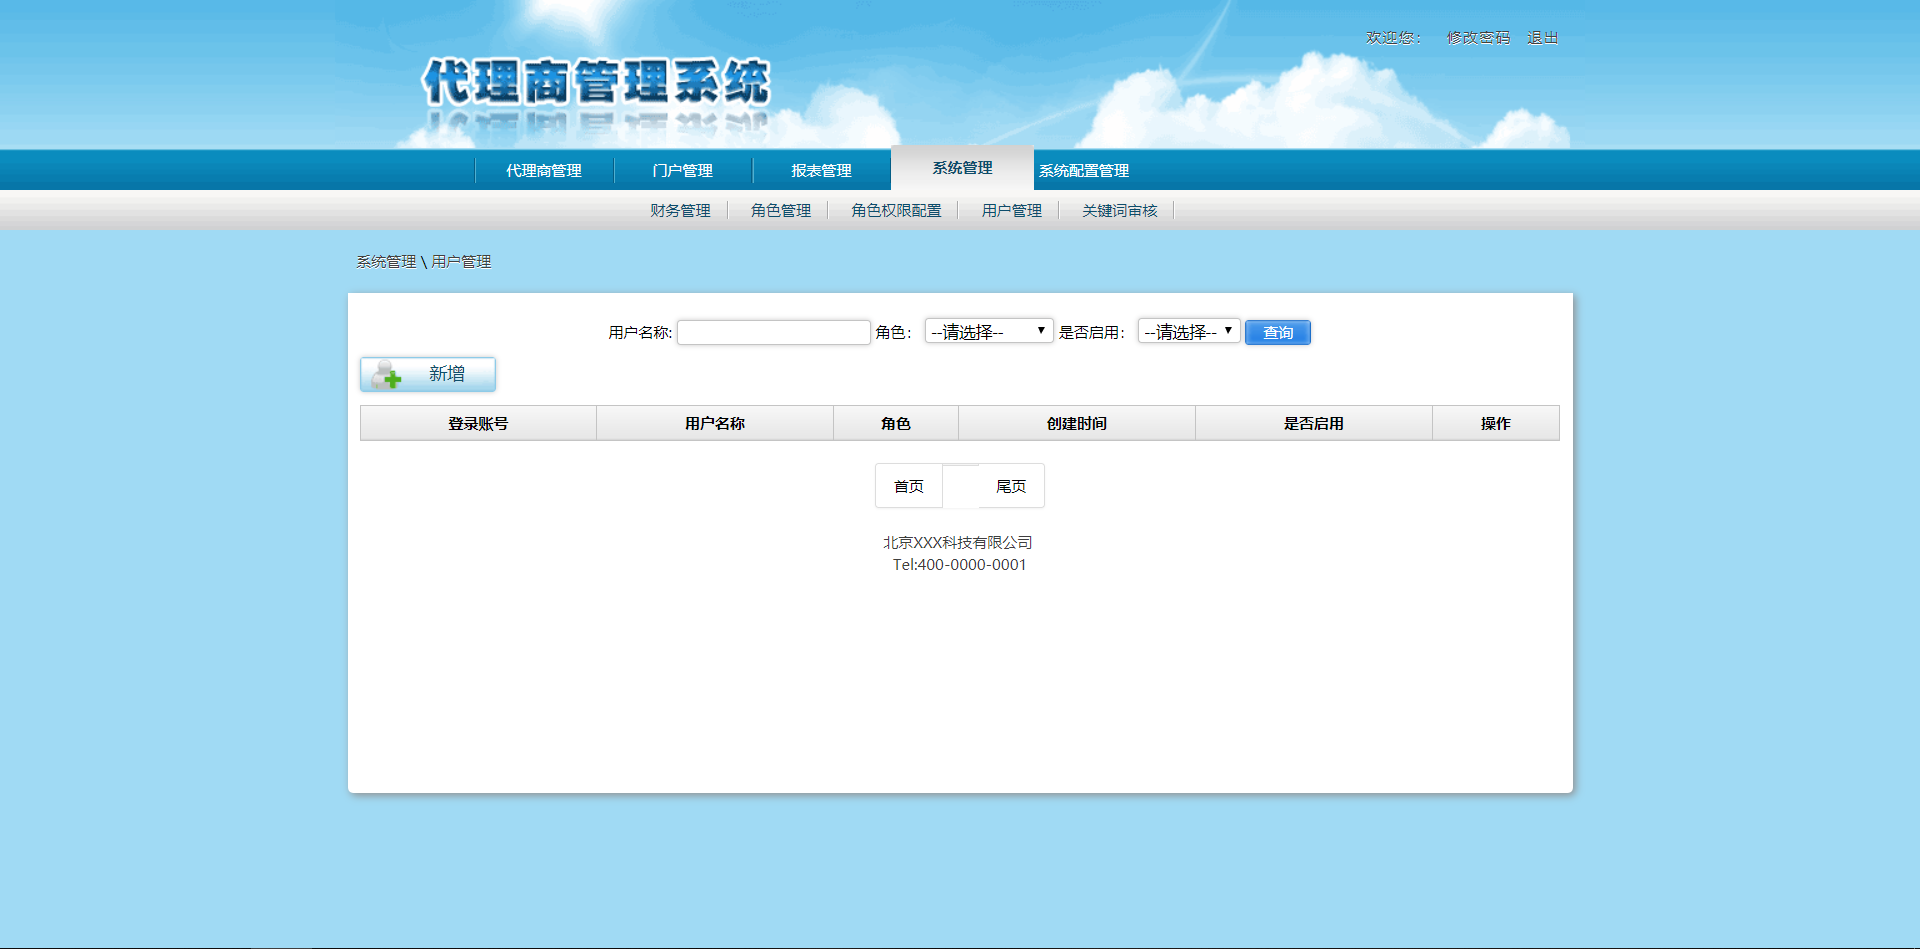 欢迎您： 修改密码 退出
代理商管理系统
代理商管理 门户管理 报表管理 系统管理 系统配置管理
财务管理 角色管理 角色权限配置 用户管理 关键词审核
系统管理 \ 用户管理
用户名称: 角色： --请选择-- 是否启用： --请选择-- 查询
新增
登录账号 用户名称 角色 创建时间 是否启用 操作
首页 尾页
北京XXX科技有限公司
Tel:400-0000-0001